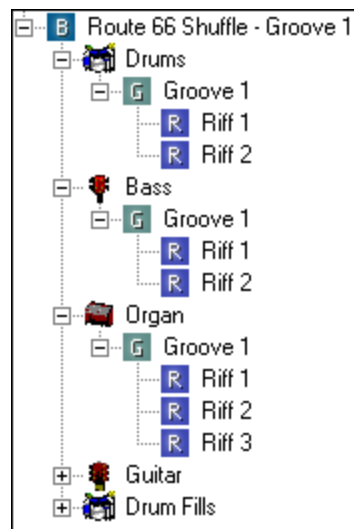 B Route 66 Shuffle - Groove 1
Drums
G Groove 1
R Riff 1
R Riff 2
Bass
G Groove 1
R Riff 1
R Riff 2
Organ
G Groove 1
R Riff 1
R Riff 2
R Riff 3
Guitar
Drum Fills